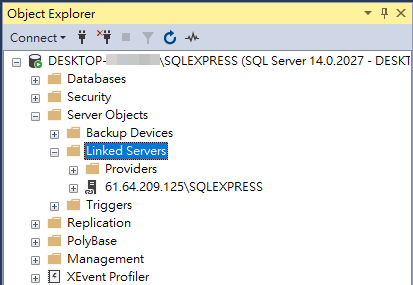 Object Explorer
Connect
DESKTOP- \SQLEXPRESS (SQL Server 14.0.2027 - DESKT
Databases
Security
Server Objects
Backup Devices
Linked Servers
Providers
61.64.209.125\SQLEXPRESS
Triggers
Replication
PolyBase
Management
XEvent Profiler